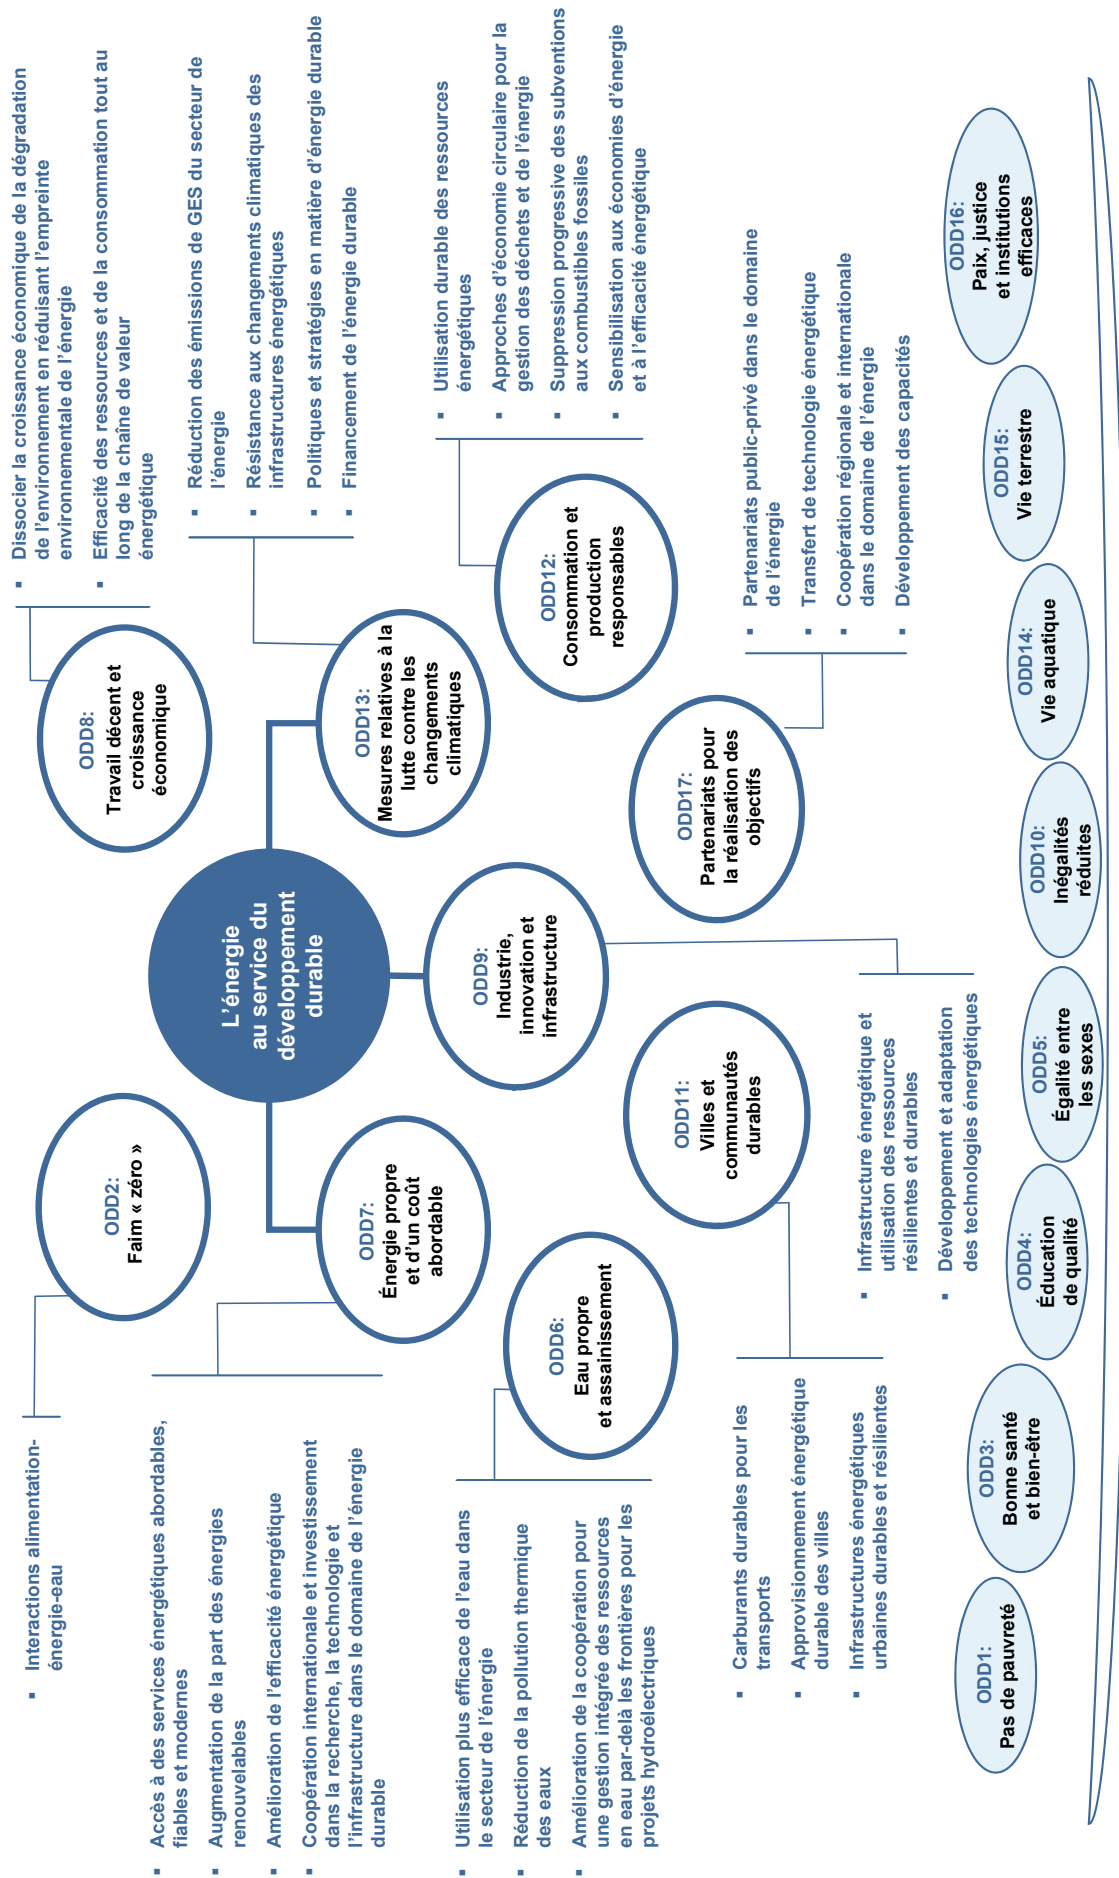 L'énergie
au service du
développement
durable
ODD2:
Faim « zéro »
▪ Interactions alimentation-
énergie-eau
ODD8:
Travail décent et
croissance
économique
▪ Dissocier la croissance économique de la dégradation
de l'environnement en réduisant l'empreinte
environnementale de l'énergie
▪ Efficacité des ressources et de la consommation tout au
long de la chaîne de valeur
énergétique
ODD7:
Énergie propre
et d'un coût
abordable
▪ Accès à des services énergétiques abordables,
fiables et modernes
▪ Augmentation de la part des énergies
renouvelables
▪ Amélioration de l'efficacité énergétique
▪ Coopération internationale et investissement
dans la recherche, la technologie et
l'infrastructure dans le domaine de l'énergie
durable
ODD13:
Mesures relatives à la
lutte contre les
changements
climatiques
▪ Réduction des émissions de GES du secteur de
l'énergie
▪ Résistance aux changements climatiques des
infrastructures énergétiques
▪ Politiques et stratégies en matière d'énergie durable
▪ Financement de l'énergie durable
ODD9:
Industrie,
innovation et
infrastructure
▪ Infrastructure énergétique et
utilisation des ressources
résilientes et durables
▪ Développement et adaptation
des technologies énergétiques
ODD6:
Eau propre
et assainissement
▪ Utilisation plus efficace de l'eau dans
le secteur de l'énergie
▪ Réduction de la pollution thermique
des eaux
▪ Amélioration de la coopération pour
une gestion intégrée des ressources
en eau par-delà les frontières pour les
projets hydroélectriques
ODD12:
Consommation et
production
responsables
▪ Utilisation durable des ressources
énergétiques
▪ Approches d'économie circulaire pour la
gestion des déchets et de l'énergie
▪ Suppression progressive des subventions
aux combustibles fossiles
▪ Sensibilisation aux économies d'énergie
et à l'efficacité énergétique
ODD11:
Villes et
communautés
durables
▪ Carburants durables pour les
transports
▪ Approvisionnement énergétique
durable des villes
▪ Infrastructures énergétiques
urbaines durables et résilientes
ODD17:
Partenariats pour
la réalisation des
objectifs
▪ Partenariats public-privé dans le domaine
de l'énergie
▪ Transfert de technologie énergétique
▪ Coopération régionale et internationale
dans le domaine de l'énergie
▪ Développement des capacités
ODD1:
Pas de pauvreté
ODD3:
Bonne santé
et bien-être
ODD4:
Éducation
de qualité
ODD5:
Égalité entre
les sexes
ODD10:
Inégalités
réduites
ODD14:
Vie aquatique
ODD15:
Vie terrestre
ODD16:
Paix, justice
et institutions
efficaces